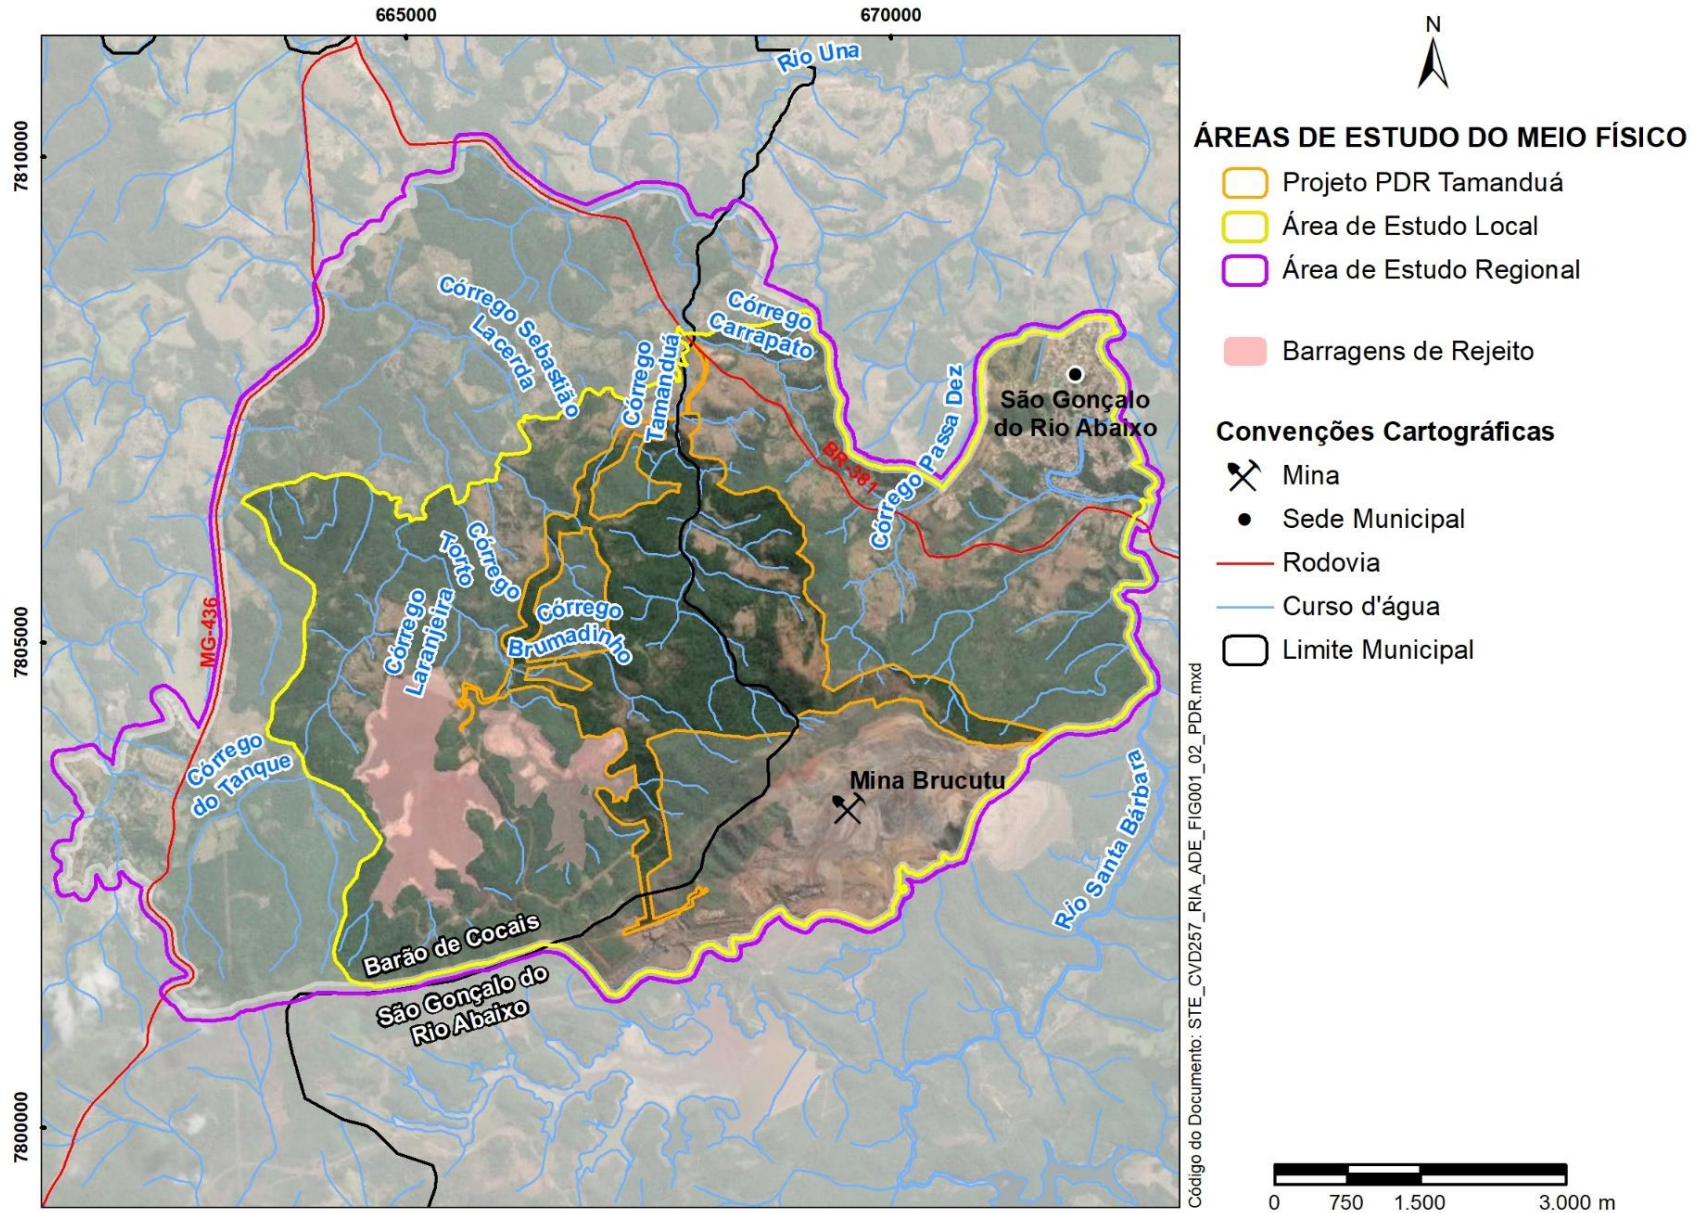 665000
670000
7810000
7805000
7800000
Rio Una
Córrego Sebastião
Lacerda
Córrego
Tamanduá
Córrego
Carrapato
Córrego Passa Dez
São Gonçalo
do Rio Abaixo
BR-381
MG-436
Córrego
Torto
Córrego
Laranjeira
Córrego
Brumadinho
Córrego
do Tanque
Mina Brucutu
Rio Santa Bárbara
Barão de Cocais
São Gonçalo do
Rio Abaixo
Código do Documento: STE_CVD257_RIA_ADE_FIG001_02_PDR.mxd
N
ÁREAS DE ESTUDO DO MEIO FÍSICO
Projeto PDR Tamanduá
Área de Estudo Local
Área de Estudo Regional
Barragens de Rejeito
Convenções Cartográficas
Mina
Sede Municipal
Rodovia
Curso d'água
Limite Municipal
0 750 1.500 3.000 m